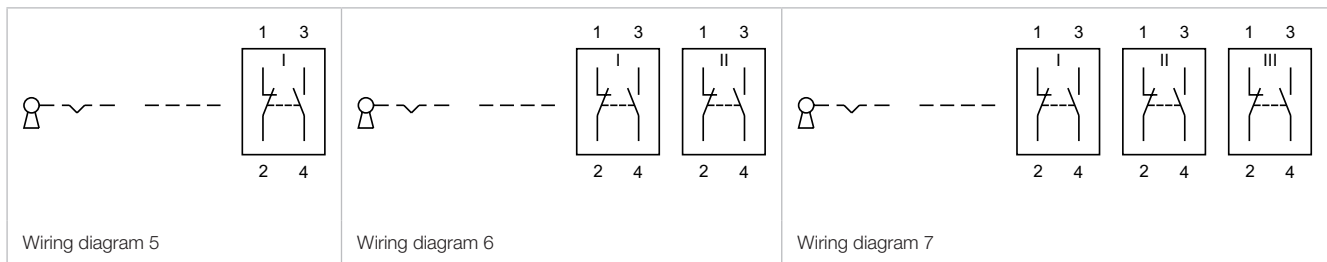 1 3
I
2 4
Wiring diagram 5
1 3 1 3
I II
2 4 2 4
Wiring diagram 6
1 3 1 3 1 3
I II III
2 4 2 4 2 4
Wiring diagram 7